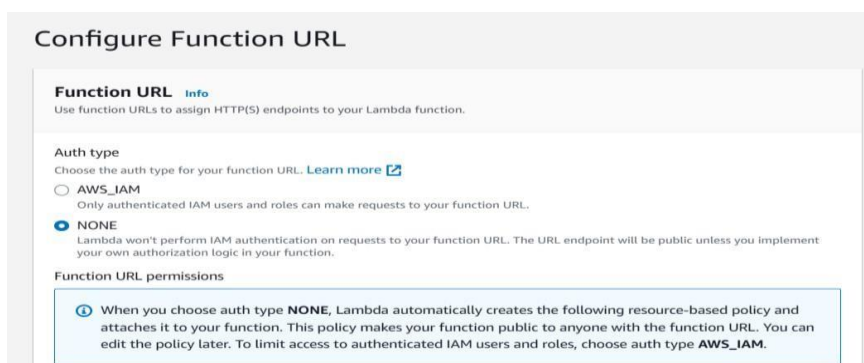 Configure Function URL
Function URL Info
Use function URLs to assign HTTP(S) endpoints to your Lambda function.
Auth type
Choose the auth type for your function URL. Learn more
AWS_IAM
Only authenticated IAM users and roles can make requests to your function URL.
NONE
Lambda won't perform IAM authentication on requests to your function URL. The URL endpoint will be public unless you implement
your own authorization logic in your function.
Function URL permissions
When you choose auth type NONE, Lambda automatically creates the following resource-based policy and
attaches it to your function. This policy makes your function public to anyone with the function URL. You can
edit the policy later. To limit access to authenticated IAM users and roles, choose auth type AWS_IAM.